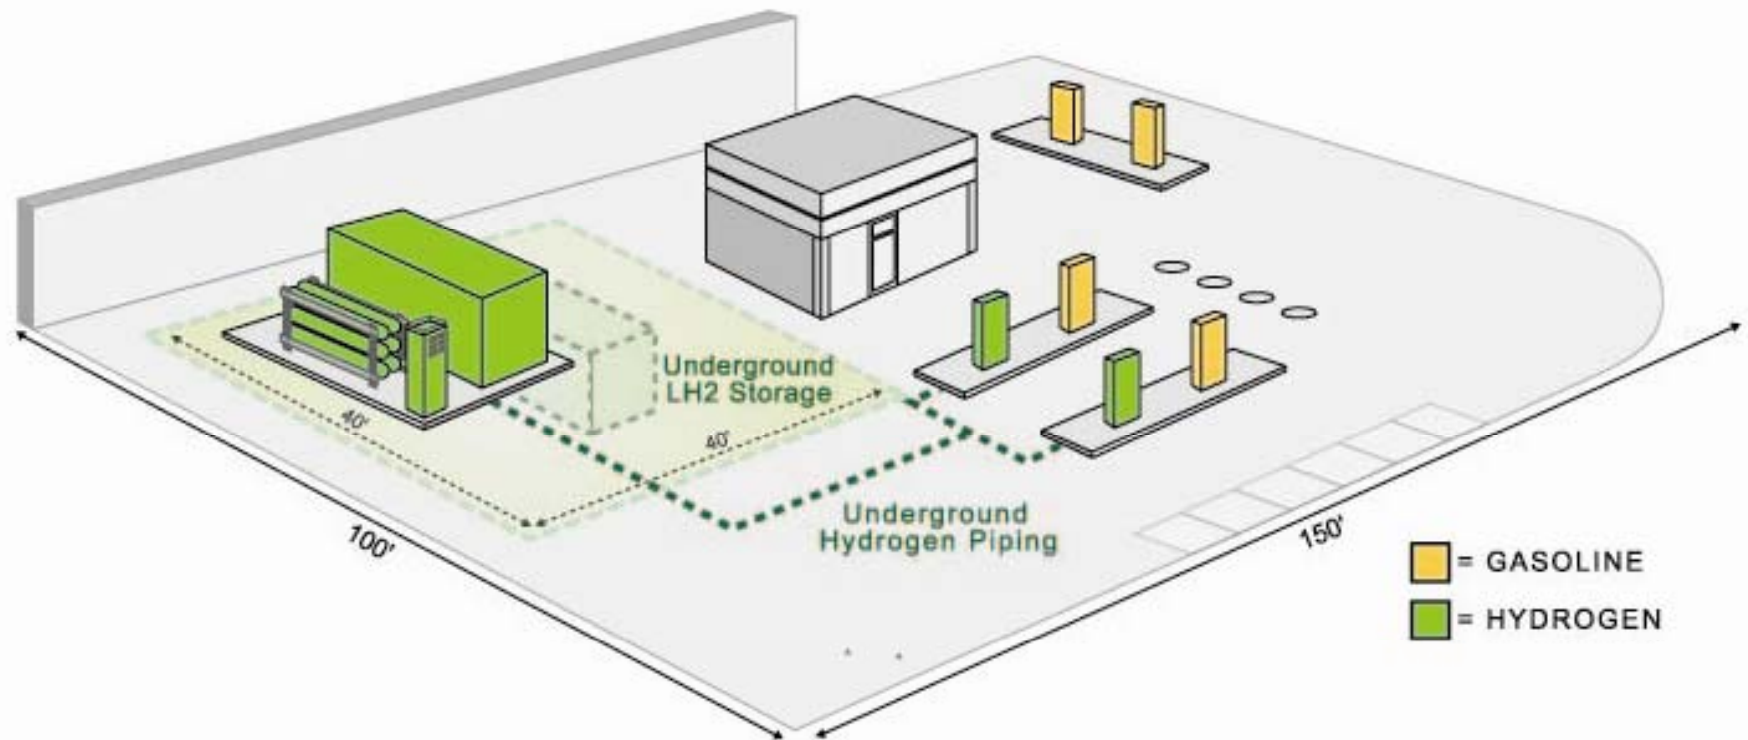 Underground
LH2 Storage
40'
40'
Underground
Hydrogen Piping
100'
150'
= GASOLINE
= HYDROGEN